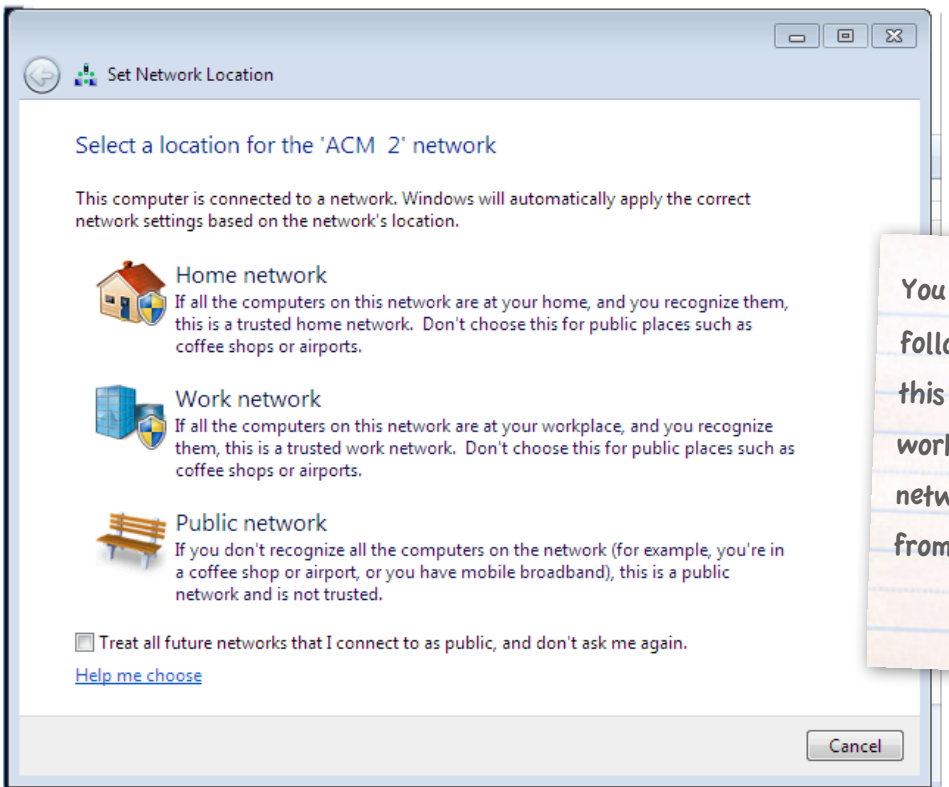 Set Network Location
Select a location for the 'ACM 2' network
This computer is connected to a network. Windows will automatically apply the correct
network settings based on the network's location.
Home network
If all the computers on this network are at your home, and you recognize them,
this is a trusted home network. Don't choose this for public places such as
coffee shops or airports.
Work network
If all the computers on this network are at your workplace, and you recognize
them, this is a trusted work network. Don't choose this for public places such as
coffee shops or airports.
Public network
If you don't recognize all the computers on the network (for example, you're in
a coffee shop or airport, or you have mobile broadband), this is a public
network and is not trusted.
Treat all future networks that I connect to as public, and don't ask me again.
Help me choose
Cancel
You
this
from